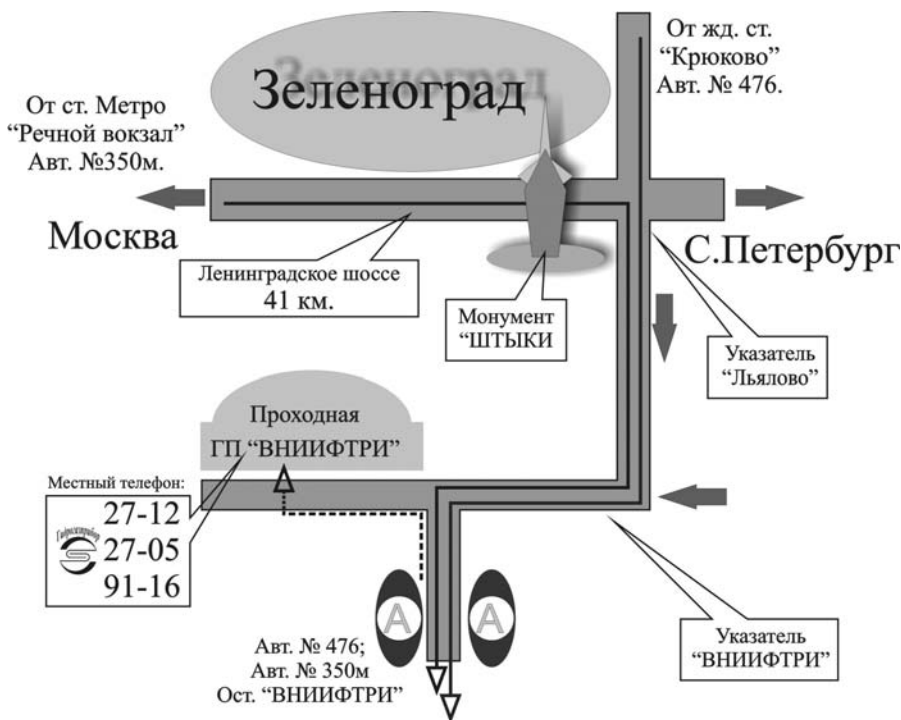 От жд. ст.
“Крюково”
Авт. № 476.
Зеленоград
От ст. Метро
“Речной вокзал”
Авт. №350м.
Москва
С.Петербург
Ленинградское шоссе
41 км.
Монумент
“ШТЫКИ
Указатель
“Льялово”
Проходная
ГП “ВНИИФТРИ”
Местный телефон:
27-12
27-05
91-16
А
А
Авт. № 476;
Авт. № 350м
Ост. “ВНИИФТРИ”
Указатель
“ВНИИФТРИ”